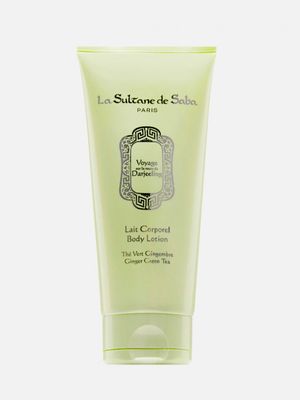 La Sultane de Saba
PARIS
Voyage
sur la route du
Darjeeling
Lait Corporel
Body Lotion
Thé Vert Gingembre
Ginger Green Tea